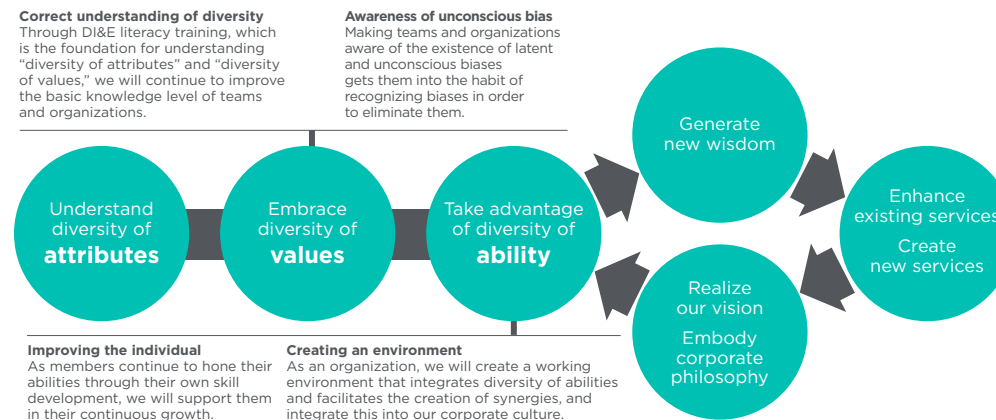 Correct understanding of diversity
Through DI&E literacy training, which
is the foundation for understanding
“diversity of attributes” and “diversity
of values,” we will continue to improve
the basic knowledge level of teams
and organizations.
Awareness of unconscious bias
Making teams and organizations
aware of the existence of latent
and unconscious biases
gets them into the habit of
recognizing biases in order
to eliminate them.
Understand
diversity of
attributes
Embrace
diversity of
values
Take advantage
of diversity of
ability
Generate
new wisdom
Enhance
existing services
Create
new services
Realize
our vision
Embody
corporate
philosophy
Improving the individual
As members continue to hone their
abilities through their own skill
development, we will support them
in their continuous growth.
Creating an environment
As an organization, we will create a working
environment that integrates diversity of abilities
and facilitates the creation of synergies, and
integrate this into our corporate culture.